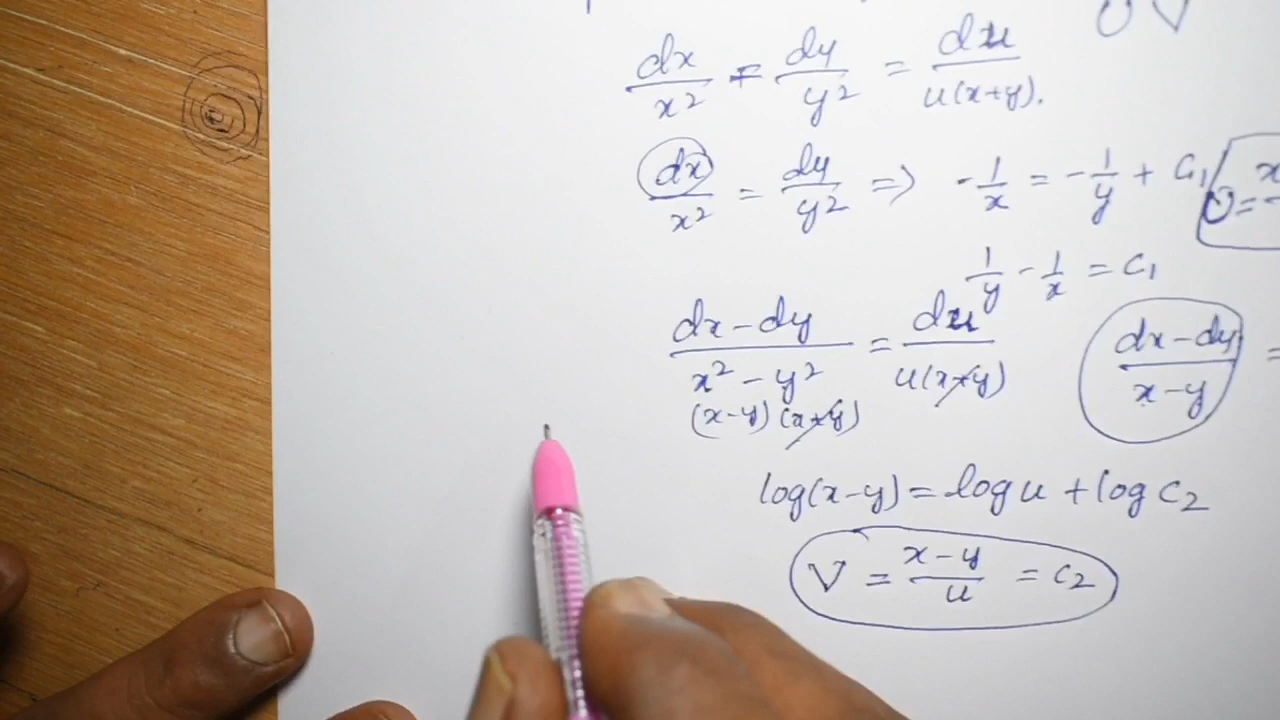 dx/x² = dy/y² = du/u(x+y).
dx/x² = dy/y² => -1/x = -1/y + C₁
1/y - 1/x = C₁
dx-dy/x²-y² = du/u(x+y) dx-dy/x-y =
(x-y)(x+y)
log(x-y) = log u + log C₂
V = x-y/u = C₂